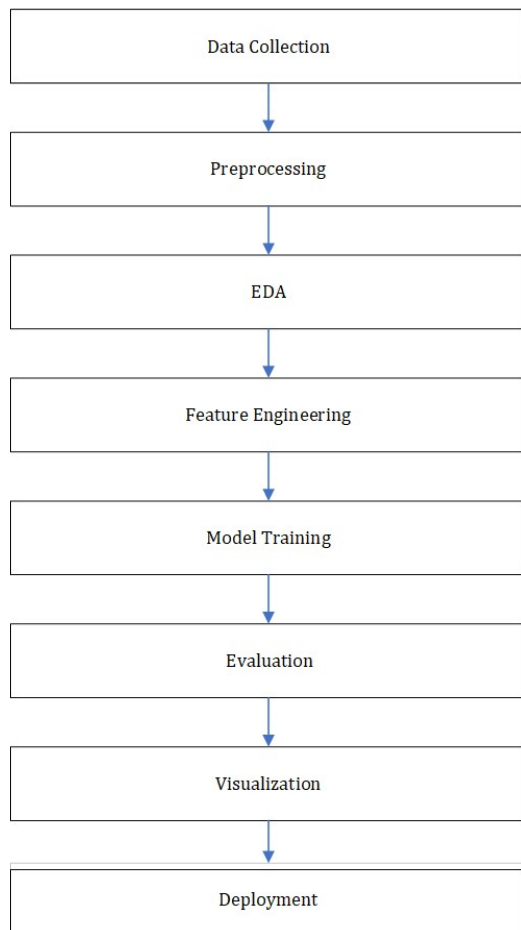 Data Collection
Preprocessing
EDA
Feature Engineering
Model Training
Evaluation
Visualization
Deployment